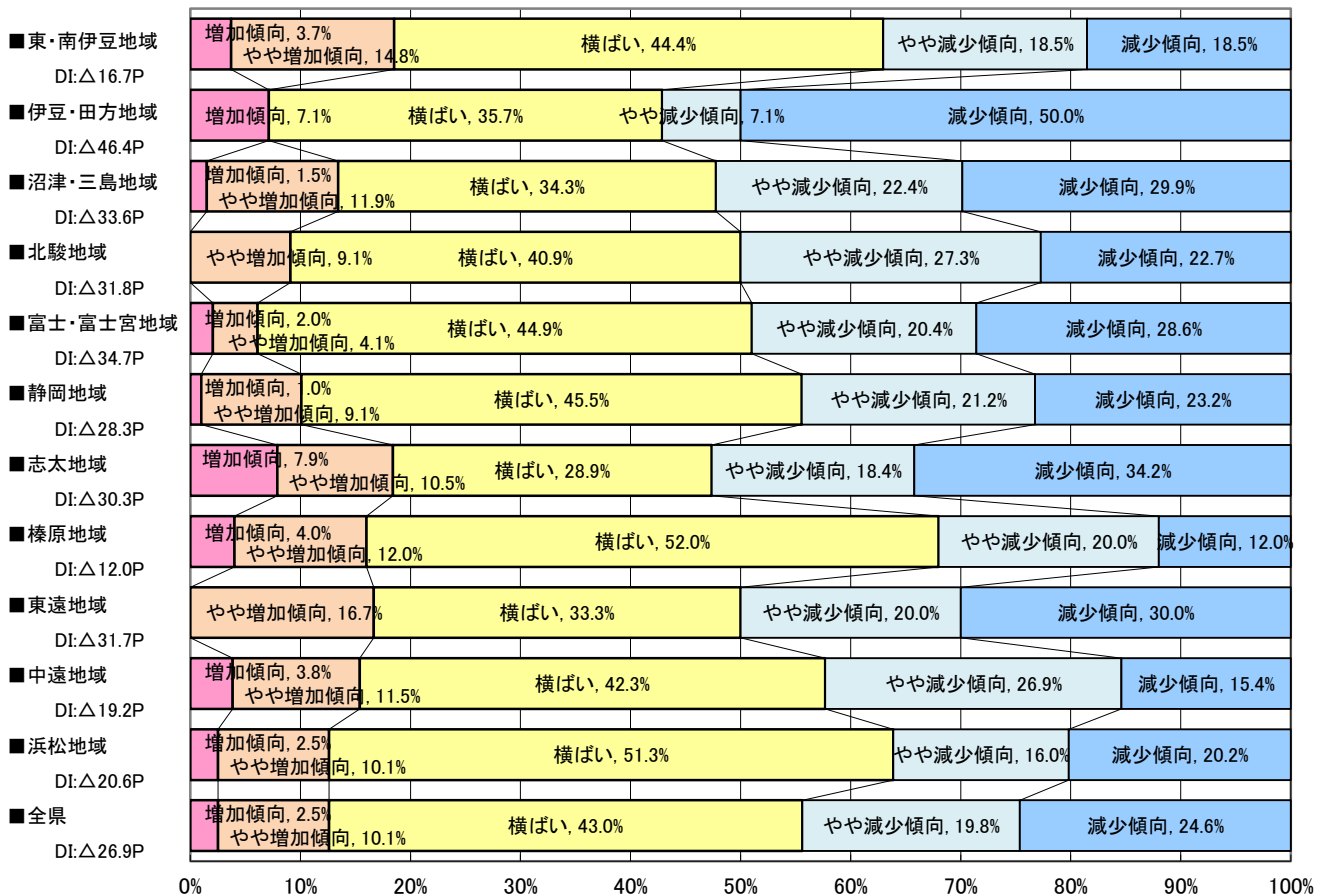 ■東・南伊豆地域
DI:△16.7P
増加傾向, 3.7%
やや増加傾向, 14.8%
横ばい, 44.4%
やや減少傾向, 18.5%
減少傾向, 18.5%
■伊豆・田方地域
DI:△46.4P
増加傾向, 7.1%
横ばい, 35.7%
やや減少傾向, 7.1%
減少傾向, 50.0%
■沼津・三島地域
DI:△33.6P
増加傾向, 1.5%
やや増加傾向, 11.9%
横ばい, 34.3%
やや減少傾向, 22.4%
減少傾向, 29.9%
■北駿地域
DI:△31.8P
やや増加傾向, 9.1%
横ばい, 40.9%
やや減少傾向, 27.3%
減少傾向, 22.7%
■富士・富士宮地域
DI:△34.7P
増加傾向, 2.0%
やや増加傾向, 4.1%
横ばい, 44.9%
やや減少傾向, 20.4%
減少傾向, 28.6%
■静岡地域
DI:△28.3P
増加傾向, 1.0%
やや増加傾向, 9.1%
横ばい, 45.5%
やや減少傾向, 21.2%
減少傾向, 23.2%
■志太地域
DI:△30.3P
増加傾向, 7.9%
やや増加傾向, 10.5%
横ばい, 28.9%
やや減少傾向, 18.4%
減少傾向, 34.2%
■榛原地域
DI:△12.0P
増加傾向, 4.0%
やや増加傾向, 12.0%
横ばい, 52.0%
やや減少傾向, 20.0%
減少傾向, 12.0%
■東遠地域
DI:△31.7P
やや増加傾向, 16.7%
横ばい, 33.3%
やや減少傾向, 20.0%
減少傾向, 30.0%
■中遠地域
DI:△19.2P
増加傾向, 3.8%
やや増加傾向, 11.5%
横ばい, 42.3%
やや減少傾向, 26.9%
減少傾向, 15.4%
■浜松地域
DI:△20.6P
増加傾向, 2.5%
やや増加傾向, 10.1%
横ばい, 51.3%
やや減少傾向, 16.0%
減少傾向, 20.2%
■全県
DI:△26.9P
増加傾向, 2.5%
やや増加傾向, 10.1%
横ばい, 43.0%
やや減少傾向, 19.8%
減少傾向, 24.6%
0% 10% 20% 30% 40% 50% 60% 70% 80% 90% 100%